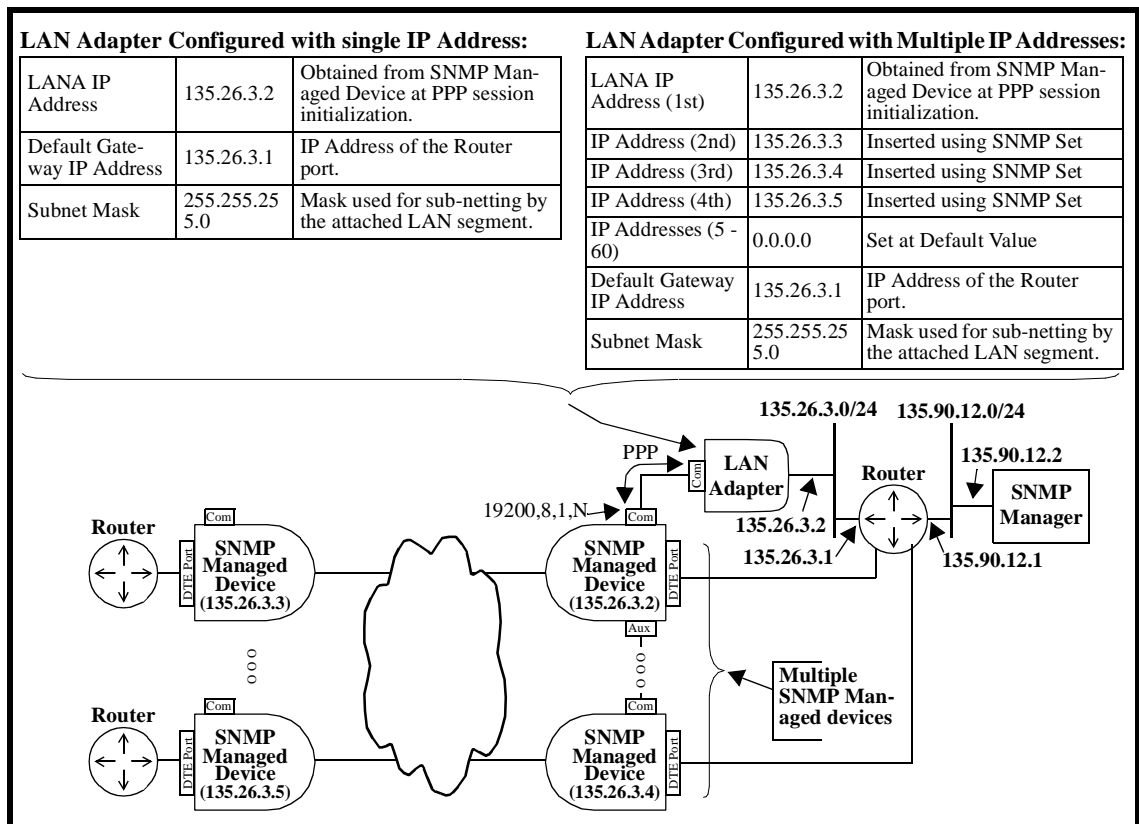 LAN Adapter Configured with single IP Address:
LANA IP
Address
135.26.3.2
Obtained from SNMP Man-
aged Device at PPP session
initialization.
Default Gate-
way IP Address
135.26.3.1
IP Address of the Router
port.
Subnet Mask
255.255.25
5.0
Mask used for sub-netting by
the attached LAN segment.
LAN Adapter Configured with Multiple IP Addresses:
LANA IP
Address (1st)
135.26.3.2
Obtained from SNMP Man-
aged Device at PPP session
initialization.
IP Address (2nd)
135.26.3.3
Inserted using SNMP Set
IP Address (3rd)
135.26.3.4
Inserted using SNMP Set
IP Address (4th)
135.26.3.5
Inserted using SNMP Set
IP Addresses (5 -
60)
0.0.0.0
Set at Default Value
Default Gateway
IP Address
135.26.3.1
IP Address of the Router
port.
Subnet Mask
255.255.25
5.0
Mask used for sub-netting by
the attached LAN segment.
135.26.3.0/24
135.90.12.0/24
PPP
Com
LAN
Adapter
Router
135.90.12.2
SNMP
Manager
19200,8,1,N
135.26.3.2
135.26.3.1
135.90.12.1
Router
Com
DTE Port
SNMP
Managed
Device
(135.26.3.3)
Com
SNMP
Managed
Device
(135.26.3.2)
DTE Port
Aux
Multiple
SNMP Man-
aged devices
Router
Com
DTE Port
SNMP
Managed
Device
(135.26.3.5)
Com
SNMP
Managed
Device
(135.26.3.4)
DTE Port